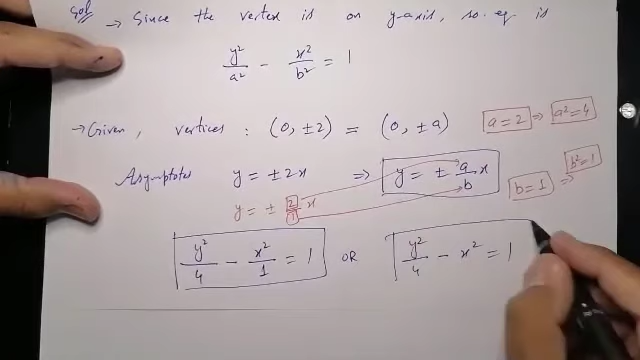 Sol → Since the vertex is on y-axis, so eq is
y²/a² - x²/b² = 1
→ Given, vertices : (0, ±2) = (0, ±a) a = 2 ⇒ a² = 4
Asymptotes y = ±2x ⇒ y = ± a/b x b = 1 ⇒ b² = 1
y = ± 2/1 x
y²/4 - x²/1 = 1 OR y²/4 - x² = 1